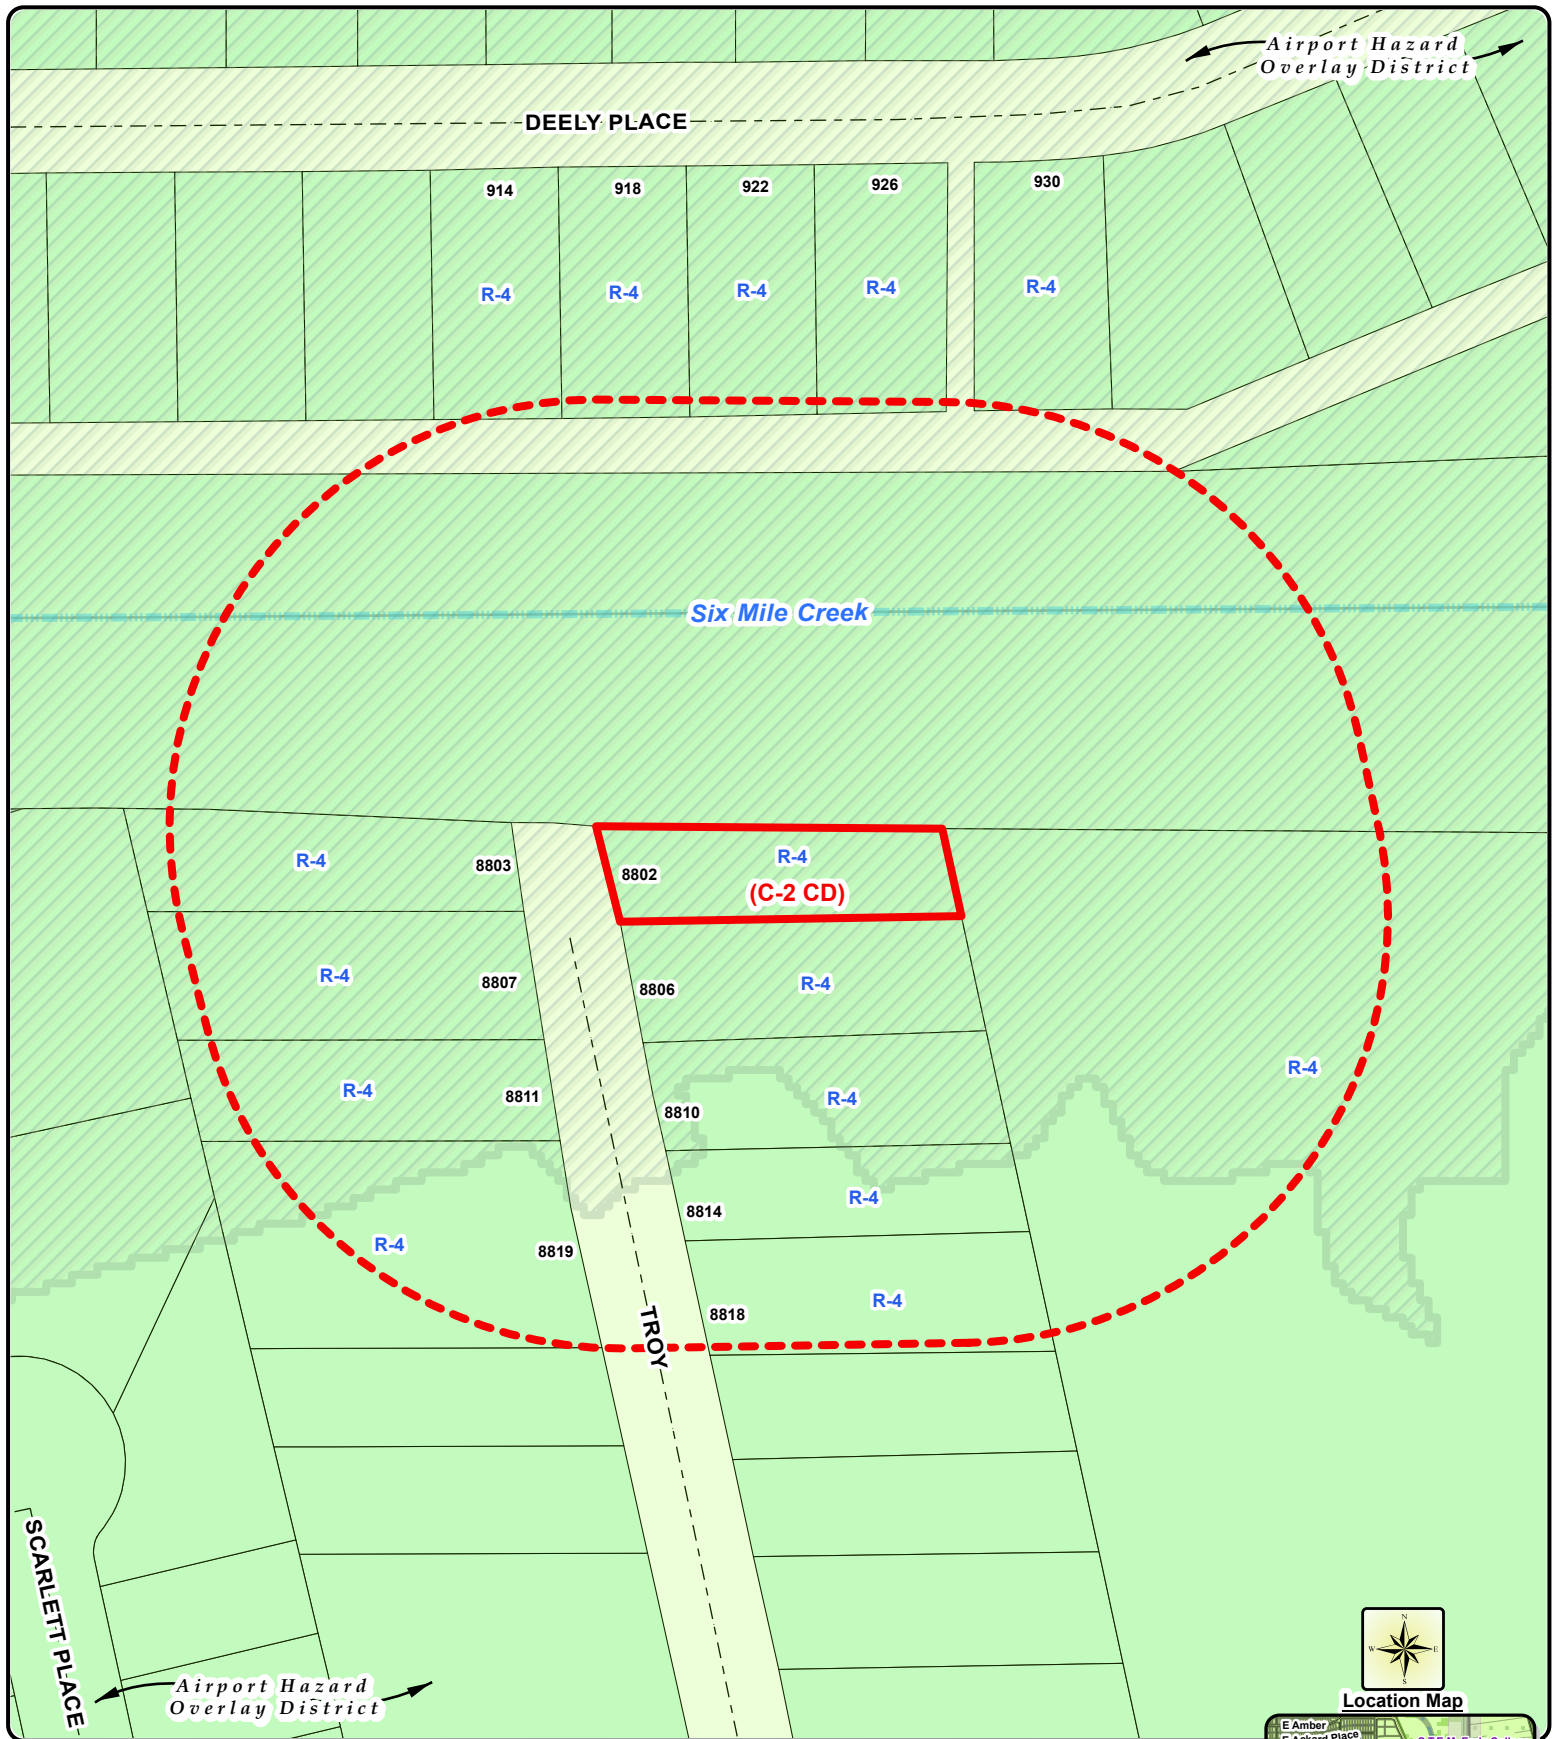 Airport Hazard
Overlay District
DEELY PLACE
914
918
922
926
930
R-4
R-4
R-4
R-4
R-4
Six Mile Creek
R-4
8803
8802
R-4
(C-2 CD)
R-4
8807
8806
R-4
R-4
8811
8810
R-4
R-4
8814
R-4
R-4
8819
8818
R-4
TROY
SCARLETT PLACE
Airport Hazard
Overlay District
N
W
E
S
Location Map
E Amber
E Ackard Place